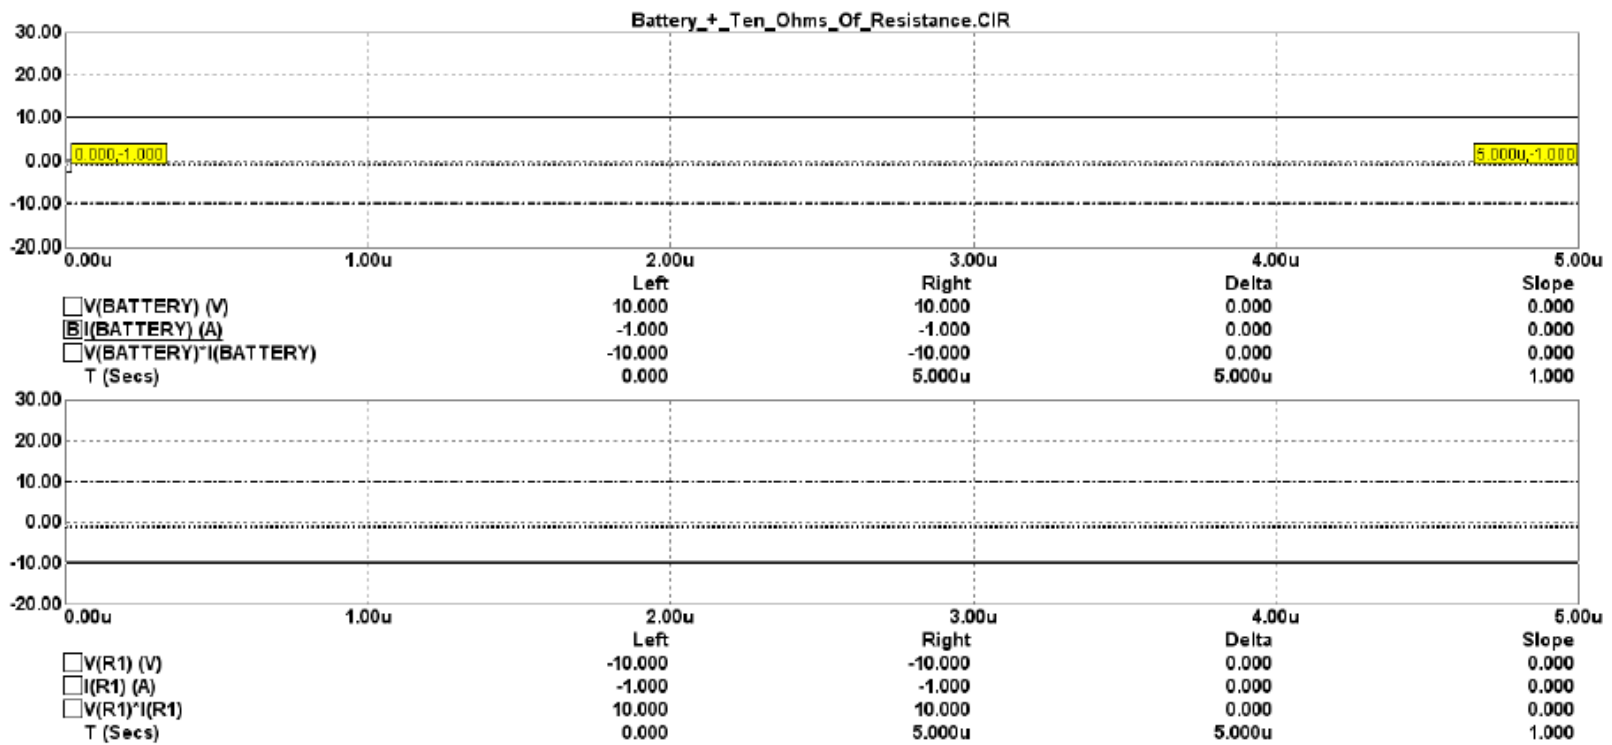 Battery_+_Ten_Ohms_Of_Resistance.CIR
30.00
20.00
10.00
0.00
-10.00
-20.00
0.000,-1.000 5.000u,-1.000
0.00u 1.00u 2.00u 3.00u 4.00u 5.00u
Left Right Delta Slope
V(BATTERY) (V) 10.000 10.000 0.000 0.000
B I(BATTERY) (A) -1.000 -1.000 0.000 0.000
V(BATTERY)*I(BATTERY) -10.000 -10.000 0.000 0.000
T (Secs) 0.000 5.000u 5.000u 1.000
30.00
20.00
10.00
0.00
-10.00
-20.00
0.00u 1.00u 2.00u 3.00u 4.00u 5.00u
Left Right Delta Slope
V(R1) (V) -10.000 -10.000 0.000 0.000
I(R1) (A) -1.000 -1.000 0.000 0.000
V(R1)*I(R1) 10.000 10.000 0.000 0.000
T (Secs) 0.000 5.000u 5.000u 1.000